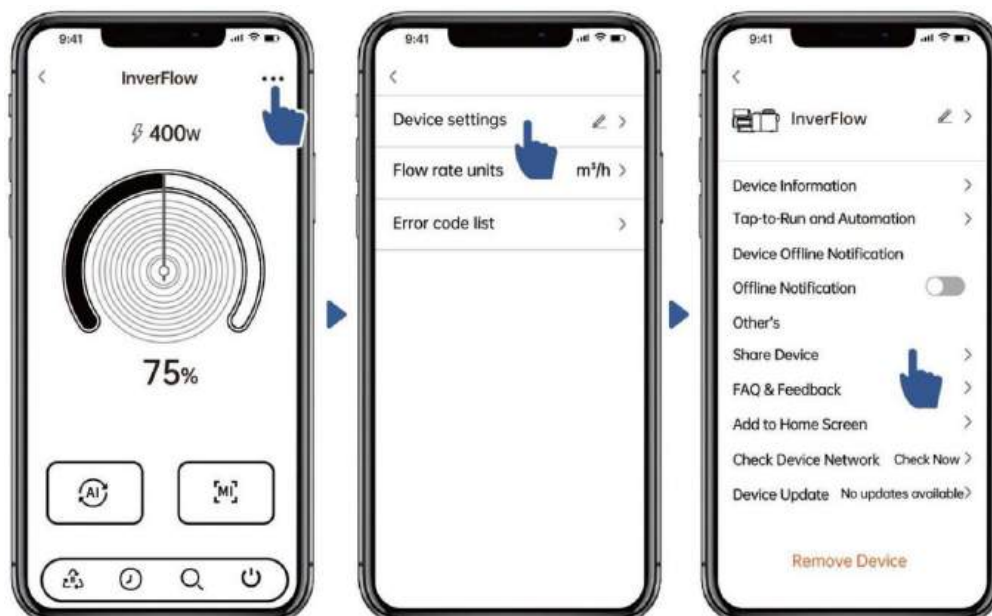 9:41
InverFlow
...
400w
75%
AI
MI
9:41
Device settings
Flow rate units m³/h
Error code list
9:41
InverFlow
Device Information
Tap-to-Run and Automation
Device Offline Notification
Offline Notification
Other's
Share Device
FAQ & Feedback
Add to Home Screen
Check Device Network Check Now
Device Update No updates available
Remove Device